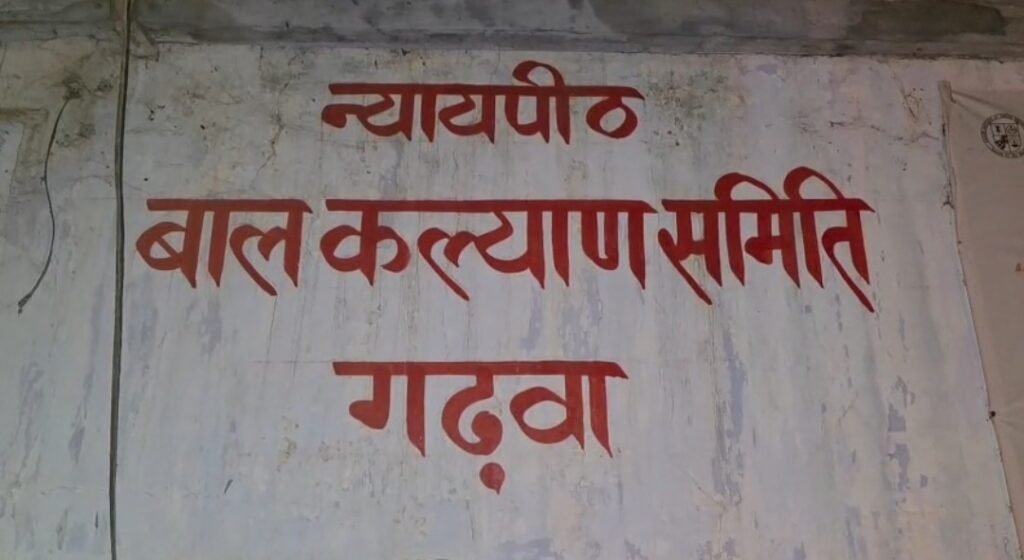 न्यायपीठ
बाल कल्याण समिति
गढ़वा